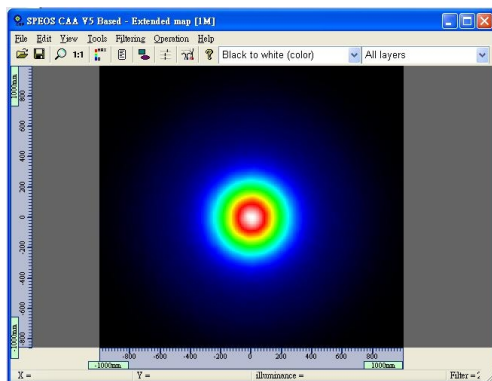 SPEOS CAA V5 Based - Extended map [1M]
File Edit View Tools Filtering Operation Help
1:1 Black to white (color) All layers
1000mm
800
600
400
200
0
-200
-400
-600
-800
-1000mm
-800 -600 -400 -200 0 200 400 600 800
-1000mm 1000mm
X = Y = illuminance = Filter =